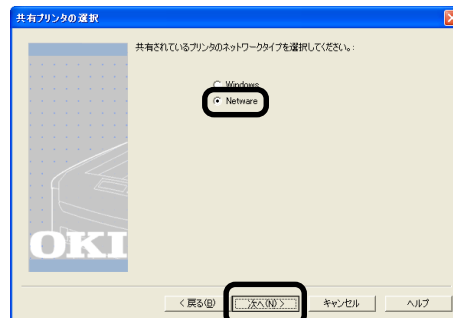 共有プリンタの選択
共有されているプリンタのネットワークタイプを選択してください。:
Windows
Netware
OKI
< 戻る(B)
次へ(N) >
キャンセル
ヘルプ